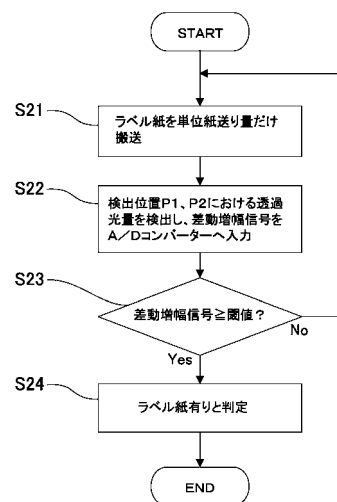 START
S21
ラベル紙を単位紙送り量だけ
搬送
S22
検出位置P1、P2における透過
光量を検出し、差動増幅信号を
A/Dコンバーターへ入力
S23
差動増幅信号≧閾値？
No
Yes
S24
ラベル紙有りと判定
END